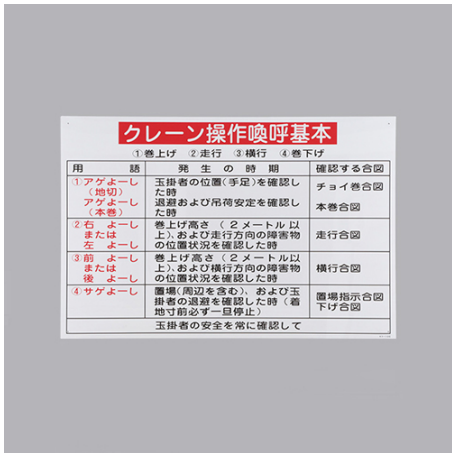 クレーン操作喚呼基本
①巻上げ ②走行 ③横行 ④巻下げ
用語 発生の時期 確認する合図
①アゲよーし
(地切)
玉掛者の位置(手足)を確認し
た時
チョイ巻合図
アゲよーし
(本巻)
退避および吊荷安定を確認し
た時
本巻合図
②右 よーし
または
左 よーし
巻上げ高さ(2メートル以
上)、および走行方向の障害物
の位置状況を確認した時
走行合図
③前 よーし
または
後 よーし
巻上げ高さ(2メートル以
上)、および横行方向の障害物
の位置状況を確認した時
横行合図
④サゲよーし
置場(周辺を含む)、および玉
掛者の退避を確認した時(着
地寸前必ず一旦停止)
置場指示合図
下げ合図
玉掛者の安全を常に確認して